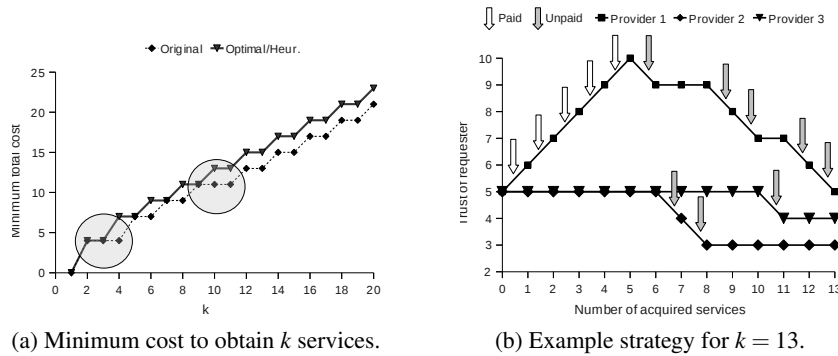 Original Optimal/Heur.
25
20
15
10
5
0
0 2 4 6 8 10 12 14 16 18 20
Minimum total cost
k
(a) Minimum cost to obtain k services.
Paid Unpaid Provider 1 Provider 2 Provider 3
10
9
8
7
6
5
4
3
2
0 1 2 3 4 5 6 7 8 9 10 11 12 13
Trust of requester
Number of acquired services
(b) Example strategy for k = 13.